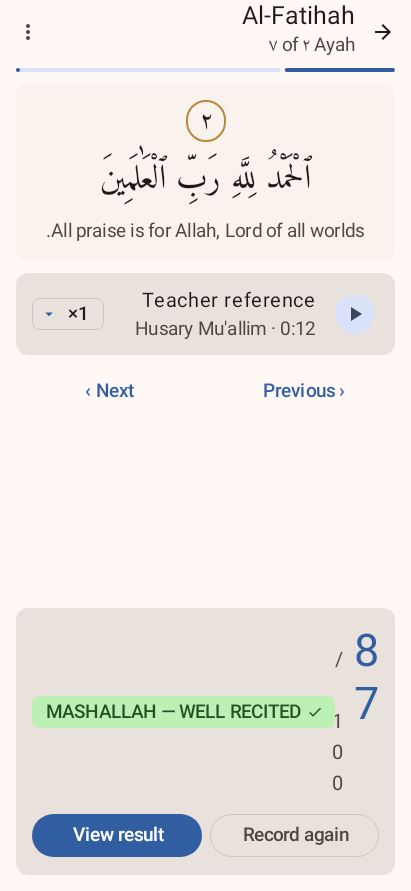 Al-Fatihah
٧ of ٢ Ayah
٢
ٱلْحَمْدُ لِلَّهِ رَبِّ ٱلْعَٰلَمِينَ
.All praise is for Allah, Lord of all worlds
Teacher reference
Husary Mu'allim · 0:12
×1
‹ Next
Previous ›
/ 8
7
MASHALLAH — WELL RECITED ✓
1
0
0
View result
Record again